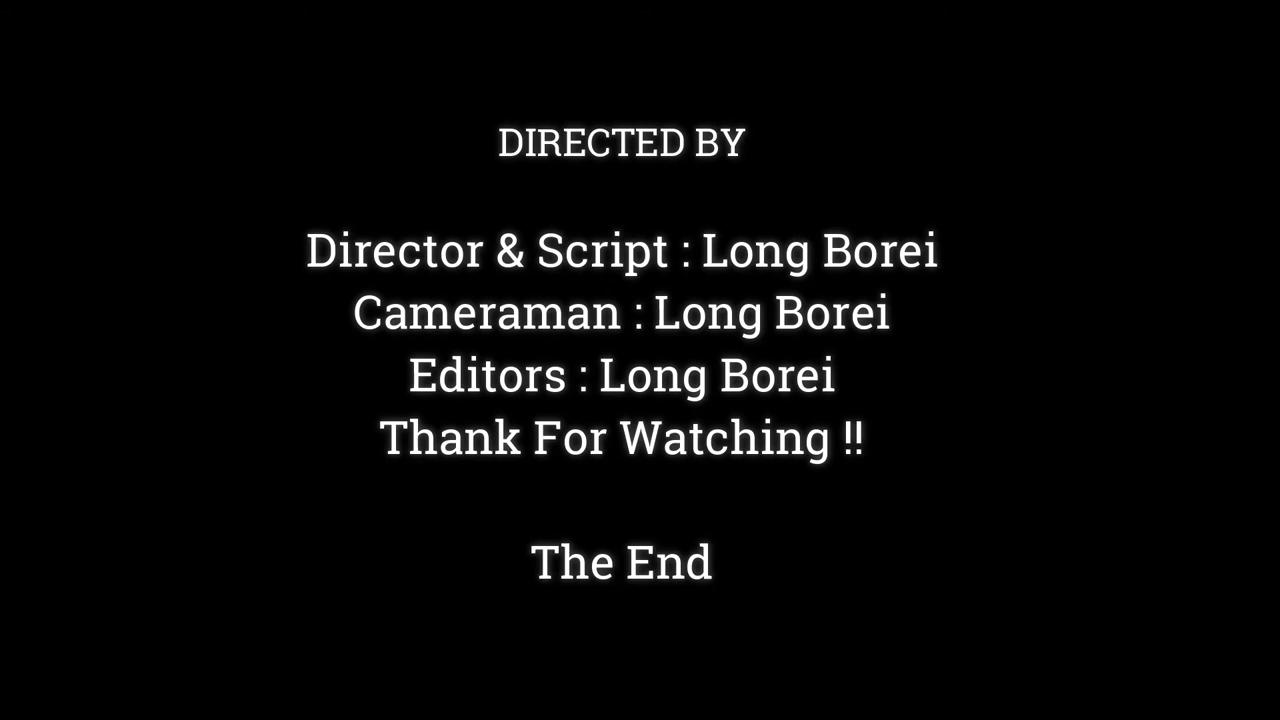 DIRECTED BY
Director & Script : Long Borei
Cameraman : Long Borei
Editors : Long Borei
Thank For Watching !!
The End